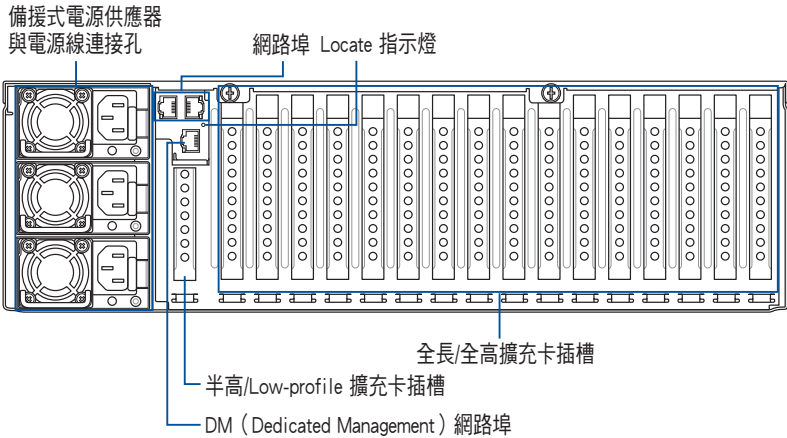 備援式電源供應器
與電源線連接孔
網路埠 Locate 指示燈
全長/全高擴充卡插槽
半高/Low-profile 擴充卡插槽
DM（Dedicated Management）網路埠